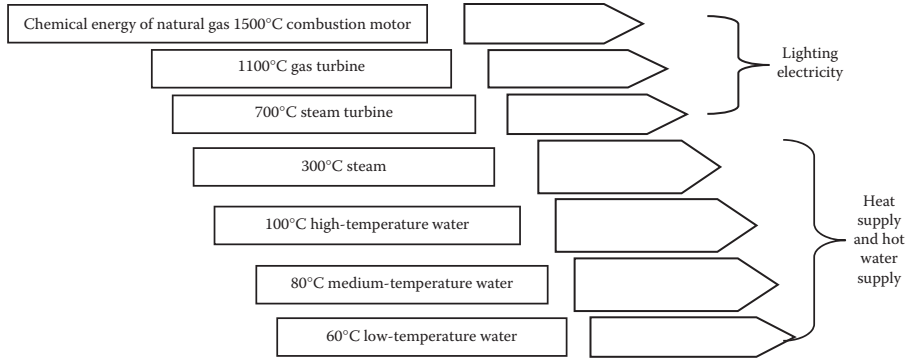 Chemical energy of natural gas 1500°C combustion motor
1100°C gas turbine
700°C steam turbine
300°C steam
100°C high-temperature water
80°C medium-temperature water
60°C low-temperature water
Lighting
electricity
Heat
supply
and hot
water
supply